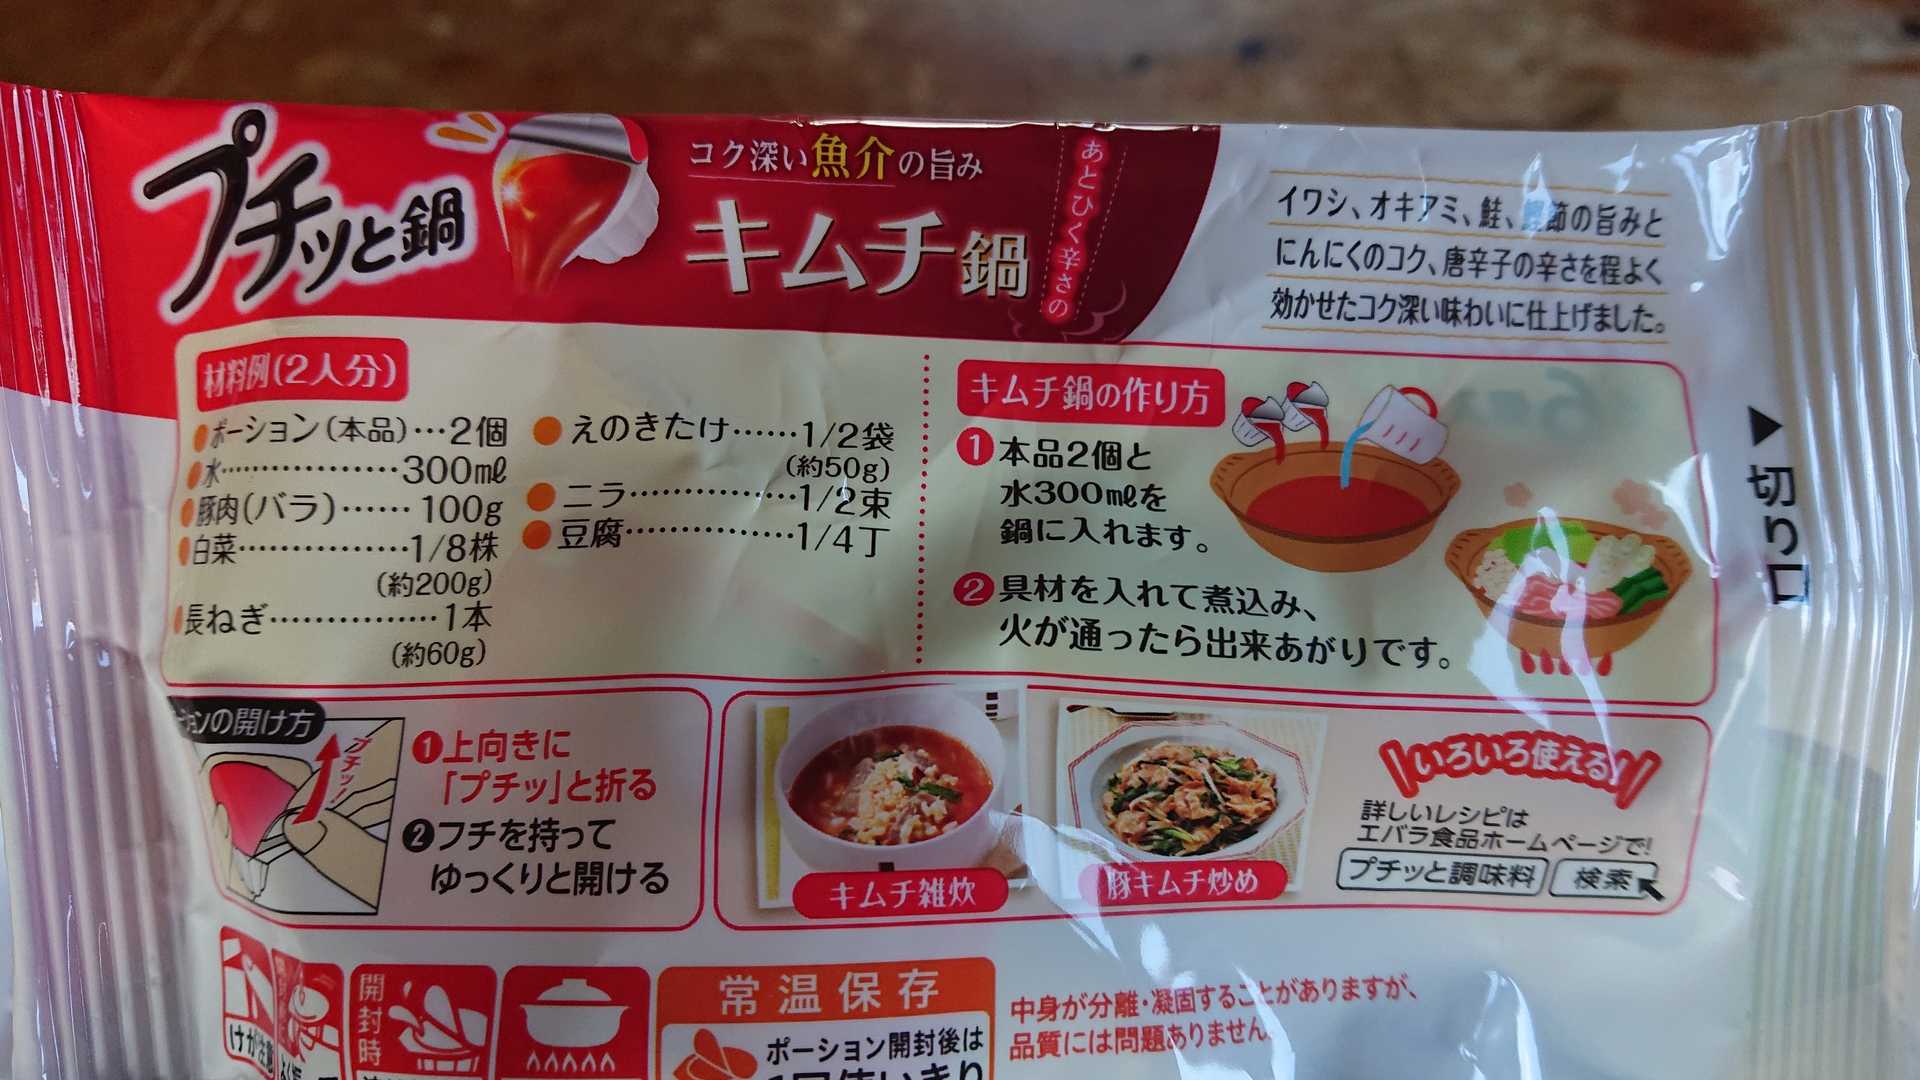 プチッと鍋
コク深い魚介の旨み
キムチ鍋
あとひく辛さの
イワシ、オキアミ、鮭、鰹節の旨みと
にんにくのコク、唐辛子の辛さを程よく
効かせたコク深い味わいに仕上げました。
材料例(2人分)
ポーション(本品)…2個
水………………300㎖
豚肉(バラ)……100g
白菜……………1/8株
(約200g)
長ねぎ……………1本
(約60g)
えのきたけ……1/2袋
(約50g)
ニラ……………1/2束
豆腐……………1/4丁
キムチ鍋の作り方
1 本品2個と
水300㎖を
鍋に入れます。
2 具材を入れて煮込み、
火が通ったら出来あがりです。
▶切り口
ションの開け方
プチッ!
1 上向きに
「プチッ」と折る
2 フチを持って
ゆっくりと開ける
キムチ雑炊
豚キムチ炒め
いろいろ使える!
詳しいレシピは
エバラ食品ホームページで!
プチッと調味料 検索
けが注意
開封時
常温保存
ポーション開封後は
中身が分離・凝固することがありますが、
品質には問題ありません。